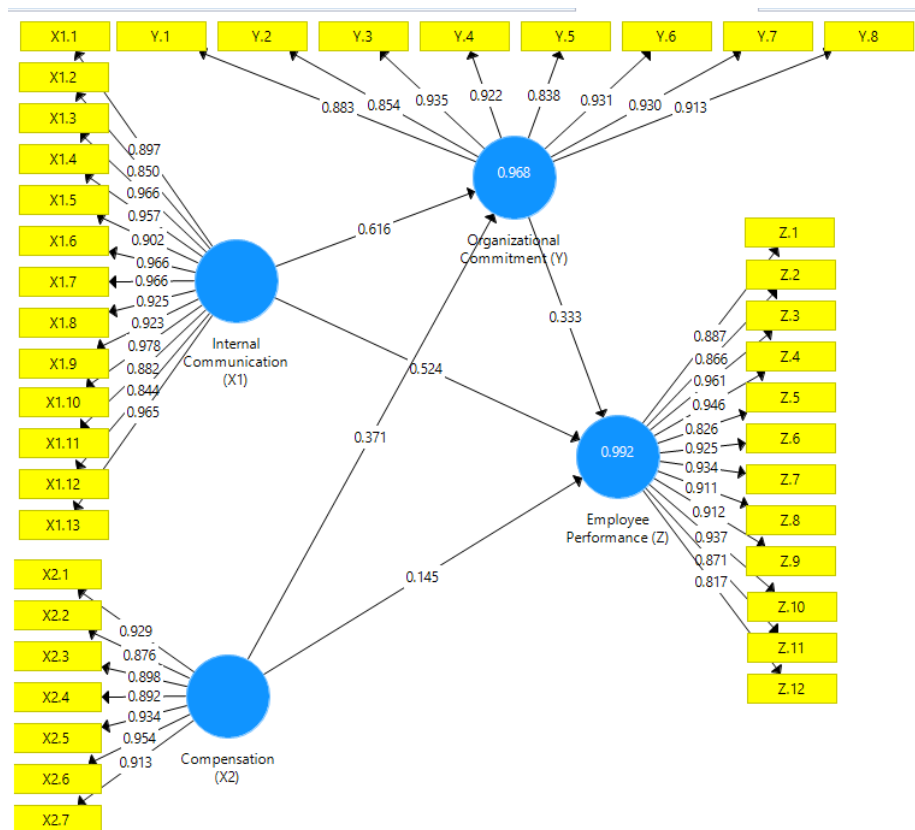 X1.1
Y.1
Y.2
Y.3
Y.4
Y.5
Y.6
Y.7
Y.8
X1.2
X1.3
X1.4
X1.5
X1.6
X1.7
X1.8
X1.9
X1.10
X1.11
X1.12
X1.13
0.883
0.854
0.935
0.922
0.838
0.931
0.930
0.913
0.897
0.850
0.966
0.957
0.902
0.966
0.966
0.925
0.923
0.978
0.882
0.844
0.965
0.968
Organizational
Commitment (Y)
0.616
Internal
Communication
(X1)
0.333
0.524
0.371
Z.1
Z.2
Z.3
Z.4
Z.5
Z.6
Z.7
Z.8
Z.9
Z.10
Z.11
Z.12
0.887
0.866
0.961
0.946
0.826
0.925
0.934
0.911
0.912
0.937
0.871
0.817
0.992
Employee
Performance (Z)
0.145
X2.1
X2.2
X2.3
X2.4
X2.5
X2.6
X2.7
0.929
0.876
0.898
0.892
0.934
0.954
0.913
Compensation
(X2)